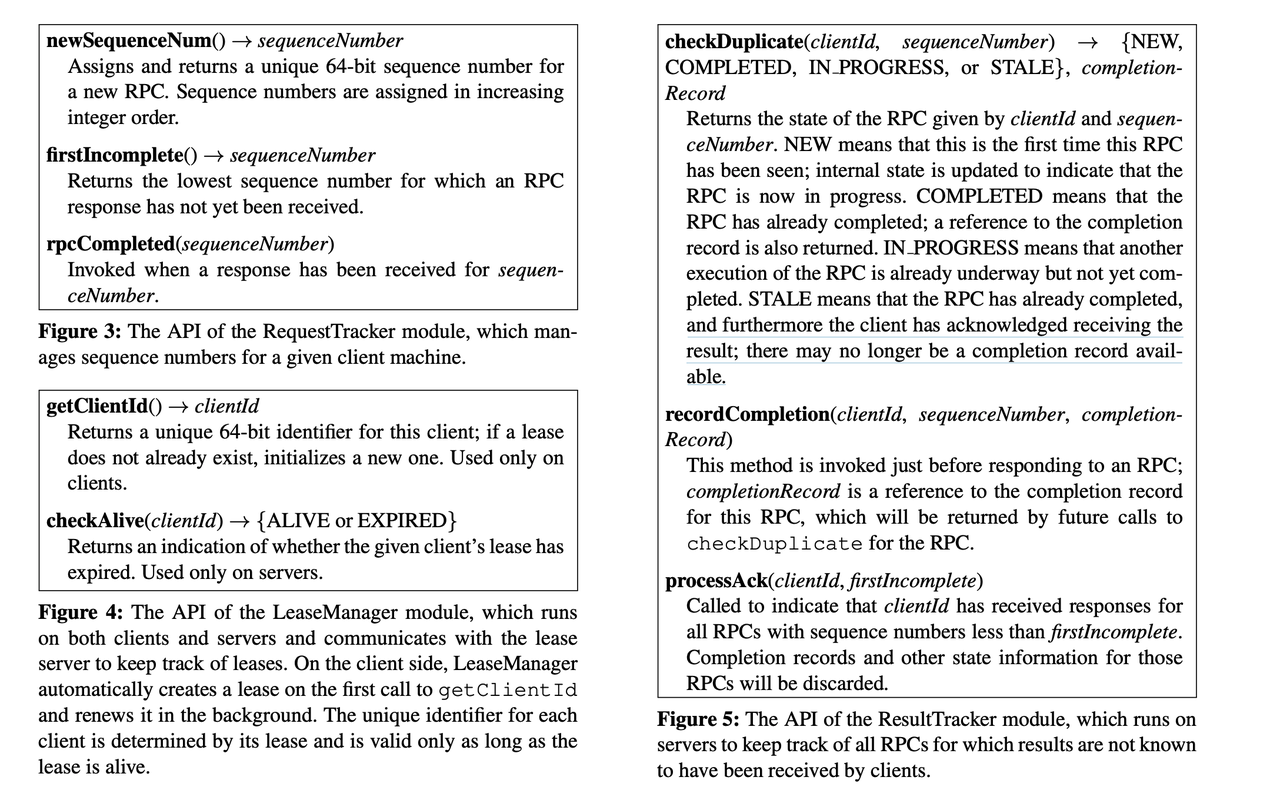 newSequenceNum() → sequenceNumber
Assigns and returns a unique 64-bit sequence number for
a new RPC. Sequence numbers are assigned in increasing
integer order.
firstIncomplete() → sequenceNumber
Returns the lowest sequence number for which an RPC
response has not yet been received.
rpcCompleted(sequenceNumber)
Invoked when a response has been received for sequen-
ceNumber.
Figure 3: The API of the RequestTracker module, which man-
ages sequence numbers for a given client machine.
getClientId() → clientId
Returns a unique 64-bit identifier for this client; if a lease
does not already exist, initializes a new one. Used only on
clients.
checkAlive(clientId) → {ALIVE or EXPIRED}
Returns an indication of whether the given client's lease has
expired. Used only on servers.
Figure 4: The API of the LeaseManager module, which runs
on both clients and servers and communicates with the lease
server to keep track of leases. On the client side, LeaseManager
automatically creates a lease on the first call to getClientId
and renews it in the background. The unique identifier for each
client is determined by its lease and is valid only as long as the
lease is alive.
checkDuplicate(clientId, sequenceNumber) → {NEW,
COMPLETED, IN_PROGRESS, or STALE}, completion-
Record
Returns the state of the RPC given by clientId and sequen-
ceNumber. NEW means that this is the first time this RPC
has been seen; internal state is updated to indicate that the
RPC is now in progress. COMPLETED means that the
RPC has already completed; a reference to the completion
record is also returned. IN_PROGRESS means that another
execution of the RPC is already underway but not yet com-
pleted. STALE means that the RPC has already completed,
and furthermore the client has acknowledged receiving the
result; there may no longer be a completion record avail-
able.
recordCompletion(clientId, sequenceNumber, completion-
Record)
This method is invoked just before responding to an RPC;
completionRecord is a reference to the completion record
for this RPC, which will be returned by future calls to
checkDuplicate for the RPC.
processAck(clientId, firstIncomplete)
Called to indicate that clientId has received responses for
all RPCs with sequence numbers less than firstIncomplete.
Completion records and other state information for those
RPCs will be discarded.
Figure 5: The API of the ResultTracker module, which runs on
servers to keep track of all RPCs for which results are not known
to have been received by clients.